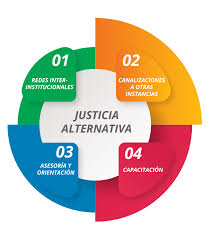 01
REDES INTER-
INSTITUCIONALES
02
CANALIZACIONES
A OTRAS
INSTANCIAS
JUSTICIA
ALTERNATIVA
03
ASESORÍA Y
ORIENTACIÓN
04
CAPACITACIÓN